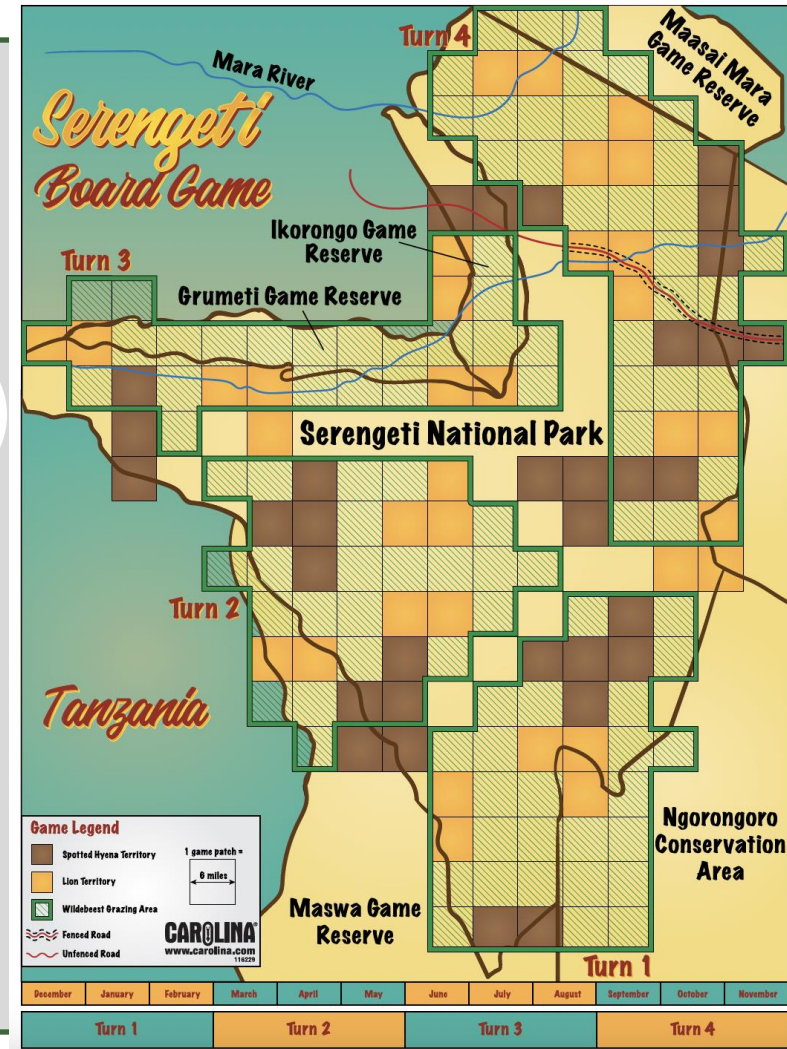 Turn 4
Maasai Mara
Game Reserve
Mara River
Serengeti
Board Game
Ikorongo Game
Reserve
Turn 3
Grumeti Game Reserve
Serengeti National Park
Turn 2
Tanzania
Game Legend
Spotted Hyena Territory
Lion Territory
Wildebeest Grazing Area
Fenced Road
Unfenced Road
1 game patch =
6 miles
CAROLINA®
www.carolina.com
116229
Maswa Game
Reserve
Ngorongoro
Conservation
Area
Turn 1
December January February March April May June July August September October November
Turn 1 Turn 2 Turn 3 Turn 4